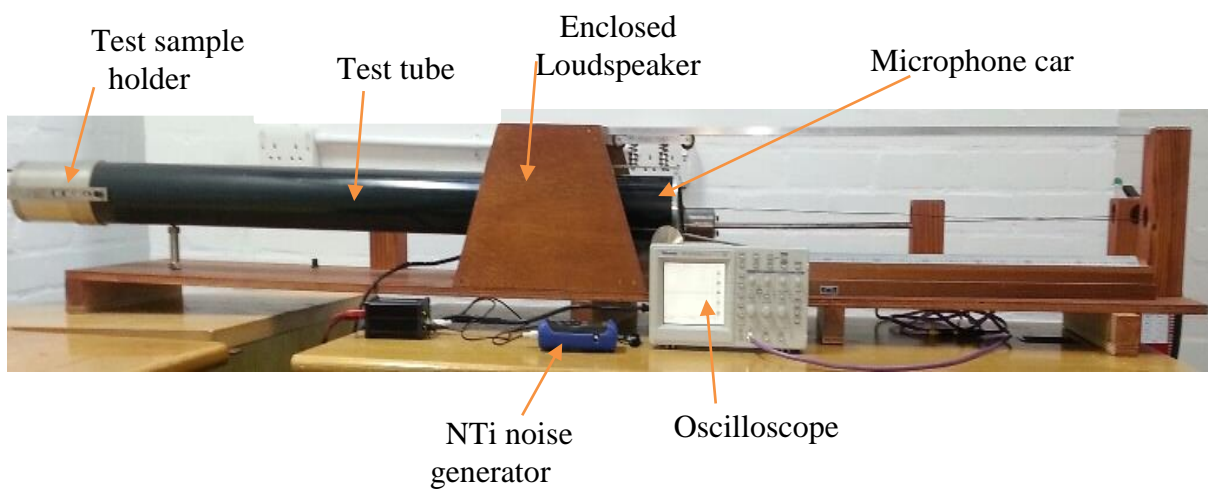 Test sample
holder
Test tube
Enclosed
Loudspeaker
Microphone car
NTi noise
generator
Oscilloscope